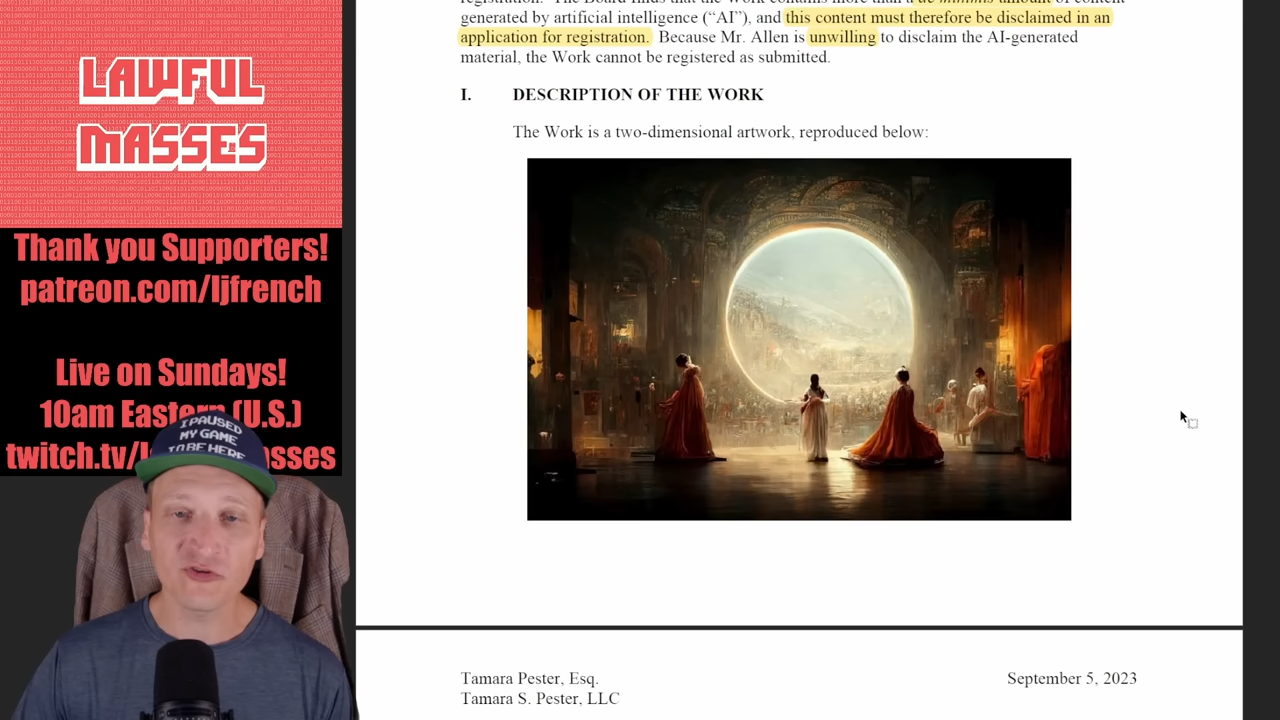 LAWFUL
MASSES
Thank you Supporters!
patreon.com/ljfrench
Live on Sundays!
10am Eastern (U.S.)
I PAUSED
MY GAME
TO BE HERE
generated by artificial intelligence (“AI”), and this content must therefore be disclaimed in an
application for registration. Because Mr. Allen is unwilling to disclaim the AI-generated
material, the Work cannot be registered as submitted.
I. DESCRIPTION OF THE WORK
The Work is a two-dimensional artwork, reproduced below:
Tamara Pester, Esq. September 5, 2023
Tamara S. Pester, LLC